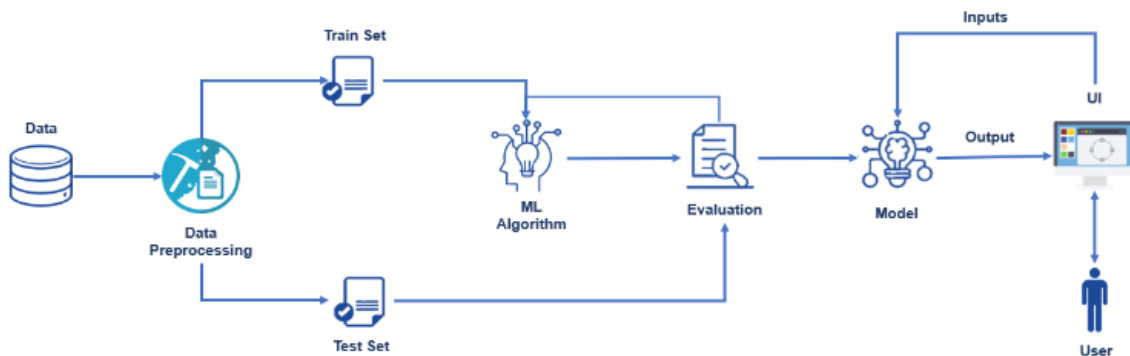 Inputs
Train Set
UI
Data
Output
ML
Algorithm
Evaluation
Model
Data
Preprocessing
Test Set
User